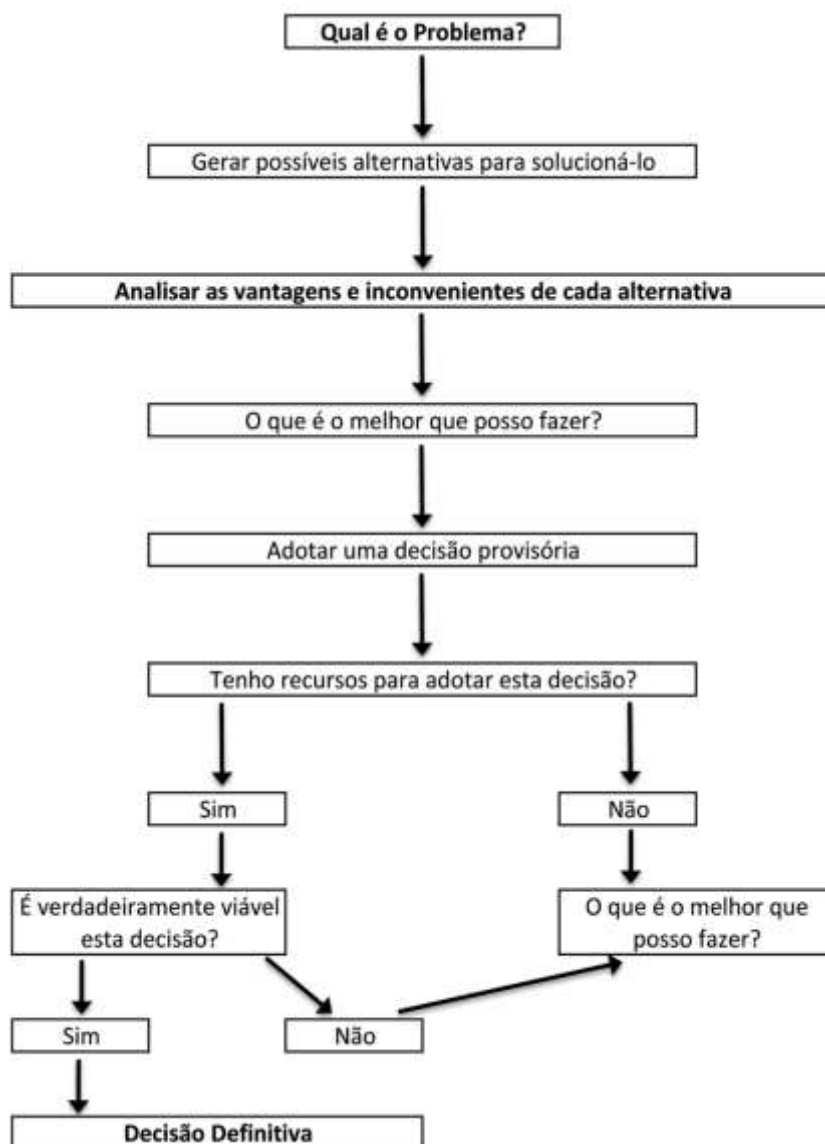 Qual é o Problema?
Gerar possíveis alternativas para solucioná-lo
Analisar as vantagens e inconvenientes de cada alternativa
O que é o melhor que posso fazer?
Adotar uma decisão provisória
Tenho recursos para adotar esta decisão?
Sim
Não
É verdadeiramente viável
esta decisão?
O que é o melhor que
posso fazer?
Sim
Não
Decisão Definitiva